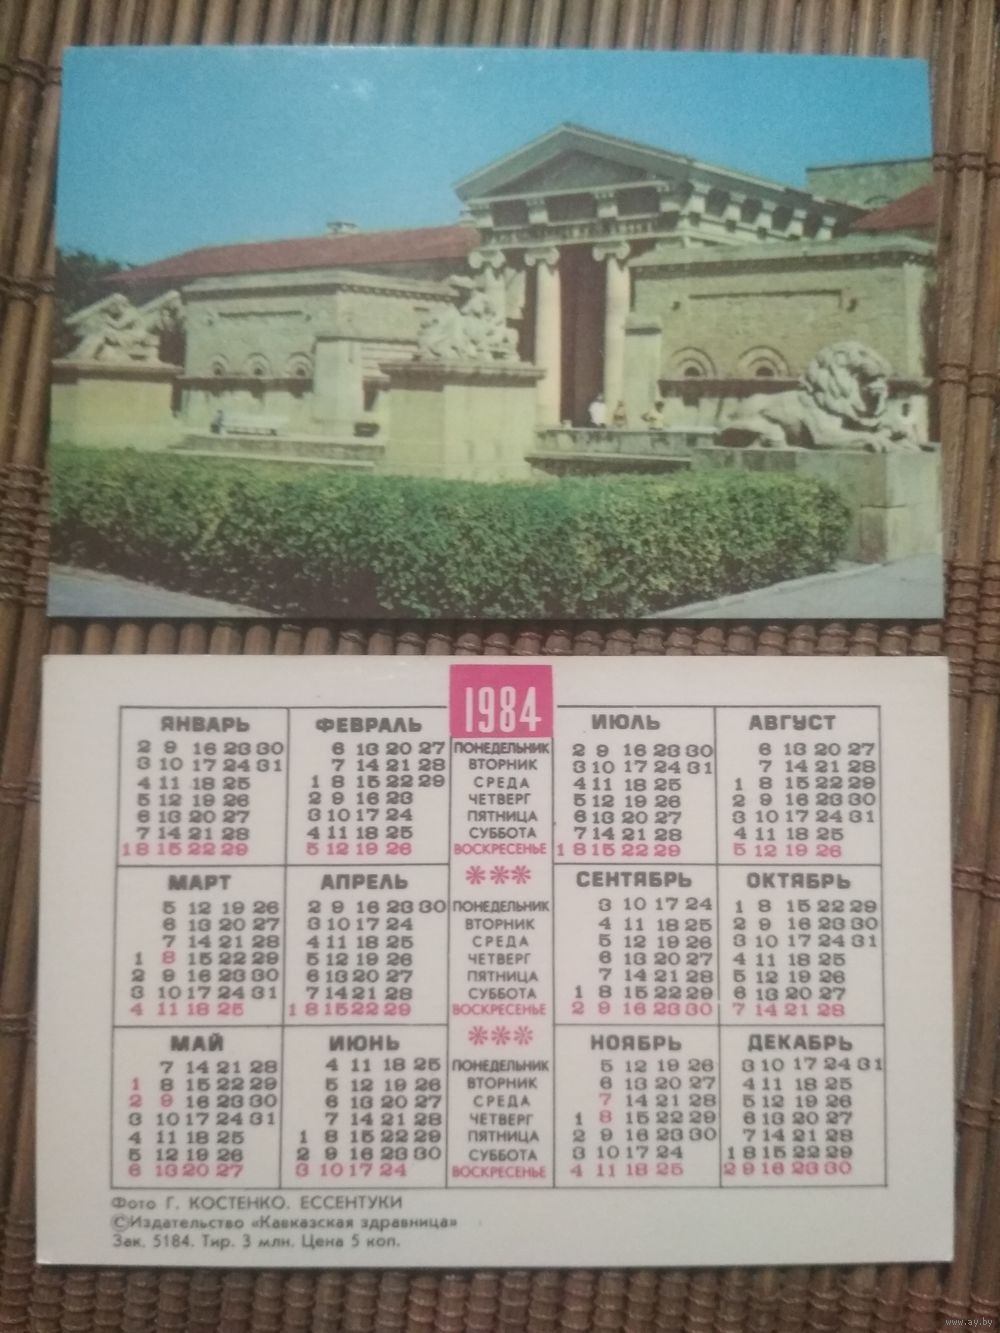 1984
ЯНВАРЬ
2 9 16 23 30
3 10 17 24 31
4 11 18 25
5 12 19 26
6 13 20 27
7 14 21 28
1 8 15 22 29
ФЕВРАЛЬ
6 13 20 27
7 14 21 28
1 8 15 22 29
2 9 16 23
3 10 17 24
4 11 18 25
5 12 19 26
ПОНЕДЕЛЬНИК
ВТОРНИК
СРЕДА
ЧЕТВЕРГ
ПЯТНИЦА
СУББОТА
ВОСКРЕСЕНЬЕ
***
ИЮЛЬ
2 9 16 23 30
3 10 17 24 31
4 11 18 25
5 12 19 26
6 13 20 27
7 14 21 28
1 8 15 22 29
АВГУСТ
6 13 20 27
7 14 21 28
1 8 15 22 29
2 9 16 23 30
3 10 17 24 31
4 11 18 25
5 12 19 26
МАРТ
5 12 19 26
6 13 20 27
7 14 21 28
1 8 15 22 29
2 9 16 23 30
3 10 17 24 31
4 11 18 25
АПРЕЛЬ
2 9 16 23 30
3 10 17 24
4 11 18 25
5 12 19 26
6 13 20 27
7 14 21 28
1 8 15 22 29
ПОНЕДЕЛЬНИК
ВТОРНИК
СРЕДА
ЧЕТВЕРГ
ПЯТНИЦА
СУББОТА
ВОСКРЕСЕНЬЕ
***
СЕНТЯБРЬ
3 10 17 24
4 11 18 25
5 12 19 26
6 13 20 27
7 14 21 28
1 8 15 22 29
2 9 16 23 30
ОКТЯБРЬ
1 8 15 22 29
2 9 16 23 30
3 10 17 24 31
4 11 18 25
5 12 19 26
6 13 20 27
7 14 21 28
МАЙ
7 14 21 28
1 8 15 22 29
2 9 16 23 30
3 10 17 24 31
4 11 18 25
5 12 19 26
6 13 20 27
ИЮНЬ
4 11 18 25
5 12 19 26
6 13 20 27
7 14 21 28
1 8 15 22 29
2 9 16 23 30
3 10 17 24
ПОНЕДЕЛЬНИК
ВТОРНИК
СРЕДА
ЧЕТВЕРГ
ПЯТНИЦА
СУББОТА
ВОСКРЕСЕНЬЕ
НОЯБРЬ
5 12 19 26
6 13 20 27
7 14 21 28
1 8 15 22 29
2 9 16 23 30
3 10 17 24
4 11 18 25
ДЕКАБРЬ
3 10 17 24 31
4 11 18 25
5 12 19 26
6 13 20 27
7 14 21 28
1 8 15 22 29
2 9 16 23 30
Фото Г. КОСТЕНКО. ЕССЕНТУКИ
©Издательство «Кавказская здравница»
Зак. 5184. Тир. 3 млн. Цена 5 коп.
www.ay.by